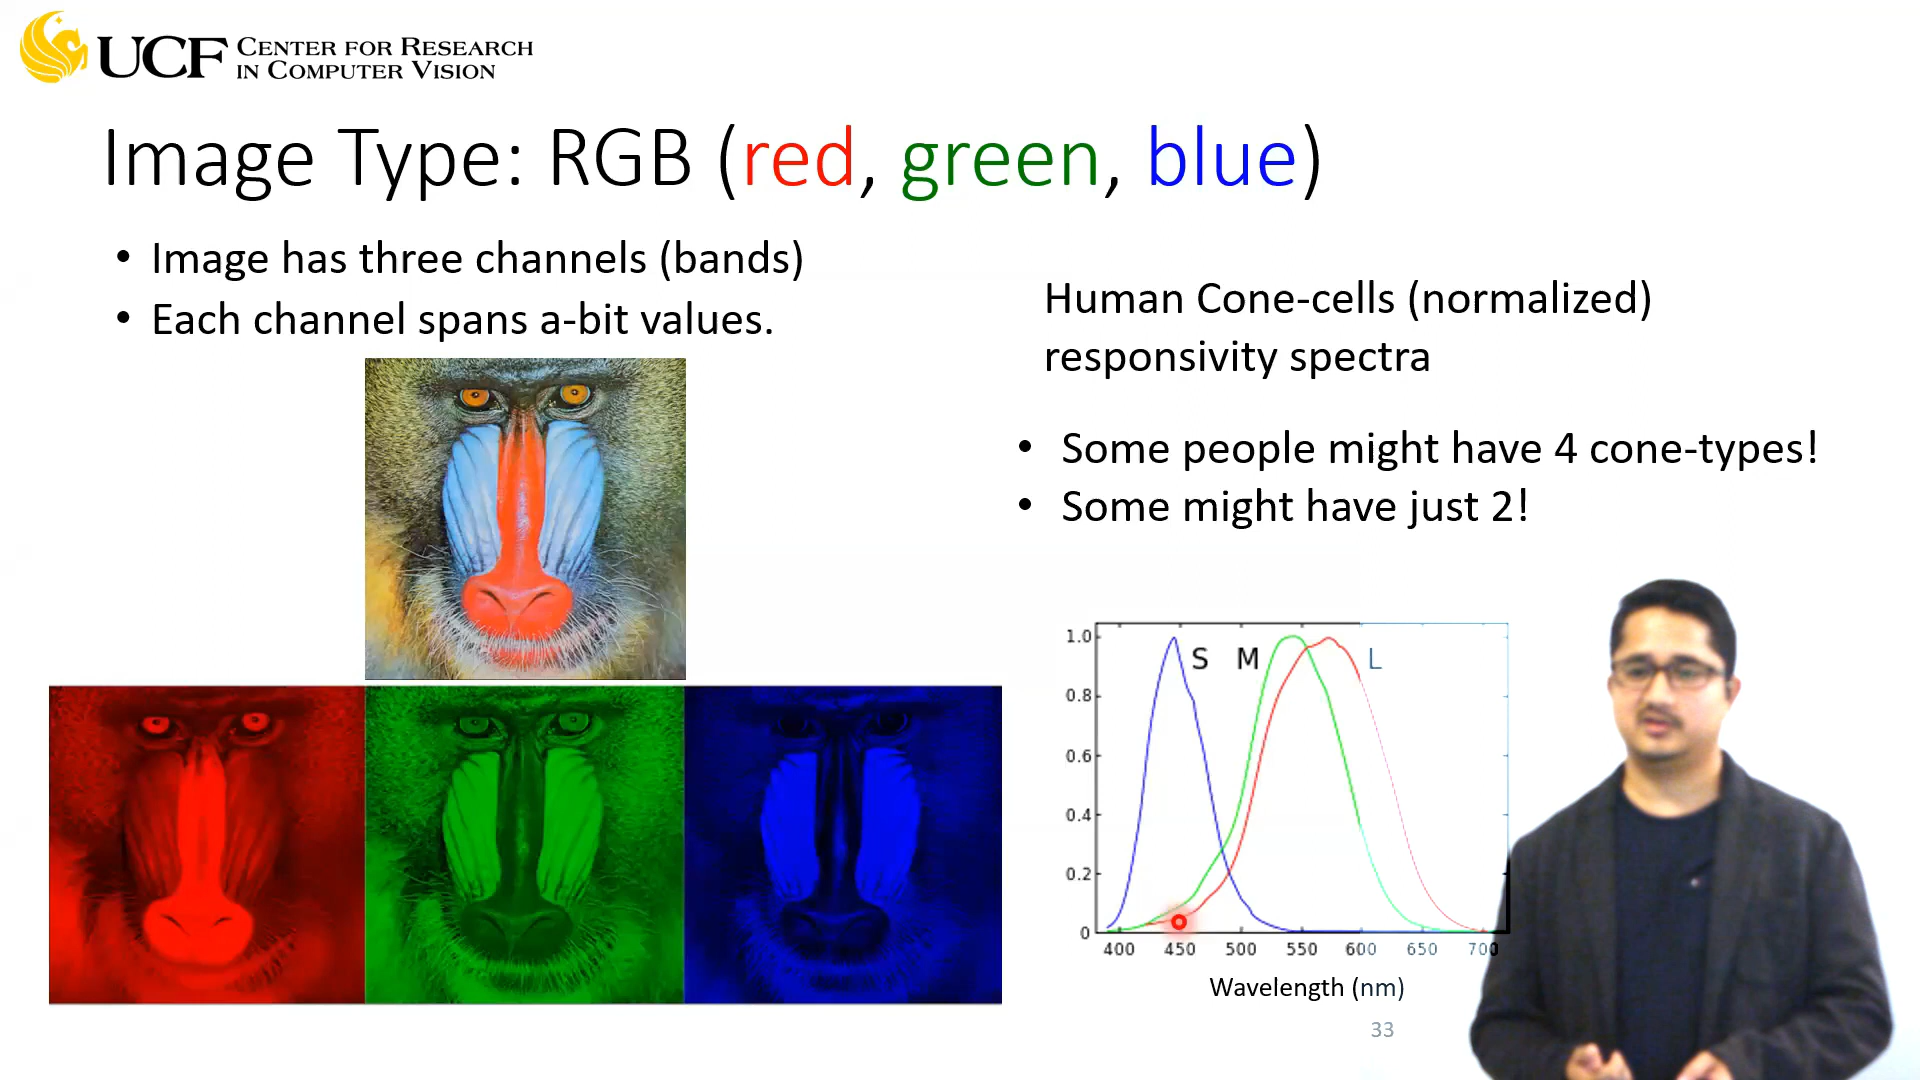 UCF CENTER FOR RESEARCH
IN COMPUTER VISION
Image Type: RGB (red, green, blue)
• Image has three channels (bands)
• Each channel spans a-bit values.
Human Cone-cells (normalized)
responsivity spectra
• Some people might have 4 cone-types!
• Some might have just 2!
1.0
S M L
0.8
0.6
0.4
0.2
0
400 450 500 550 600 650 700
Wavelength (nm)
33